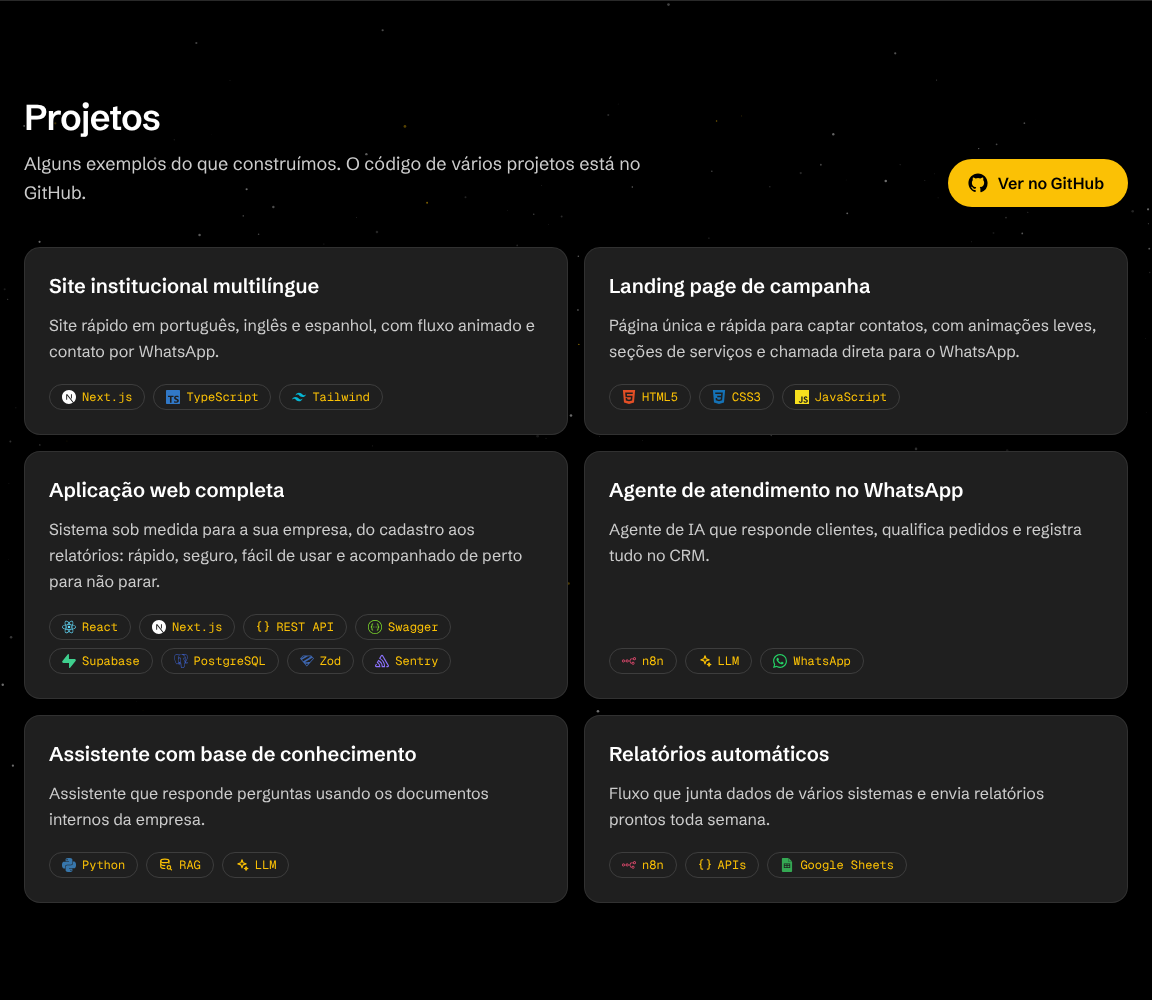 Projetos
Alguns exemplos do que construímos. O código de vários projetos está no
GitHub.
Ver no GitHub
Site institucional multilíngue
Site rápido em português, inglês e espanhol, com fluxo animado e
contato por WhatsApp.
Next.js
TypeScript
Tailwind
Landing page de campanha
Página única e rápida para captar contatos, com animações leves,
seções de serviços e chamada direta para o WhatsApp.
HTML5
CSS3
JavaScript
Aplicação web completa
Sistema sob medida para a sua empresa, do cadastro aos
relatórios: rápido, seguro, fácil de usar e acompanhado de perto
para não parar.
React
Next.js
REST API
Swagger
Supabase
PostgreSQL
Zod
Sentry
Agente de atendimento no WhatsApp
Agente de IA que responde clientes, qualifica pedidos e registra
tudo no CRM.
n8n
LLM
WhatsApp
Assistente com base de conhecimento
Assistente que responde perguntas usando os documentos
internos da empresa.
Python
RAG
LLM
Relatórios automáticos
Fluxo que junta dados de vários sistemas e envia relatórios
prontos toda semana.
n8n
APIs
Google Sheets